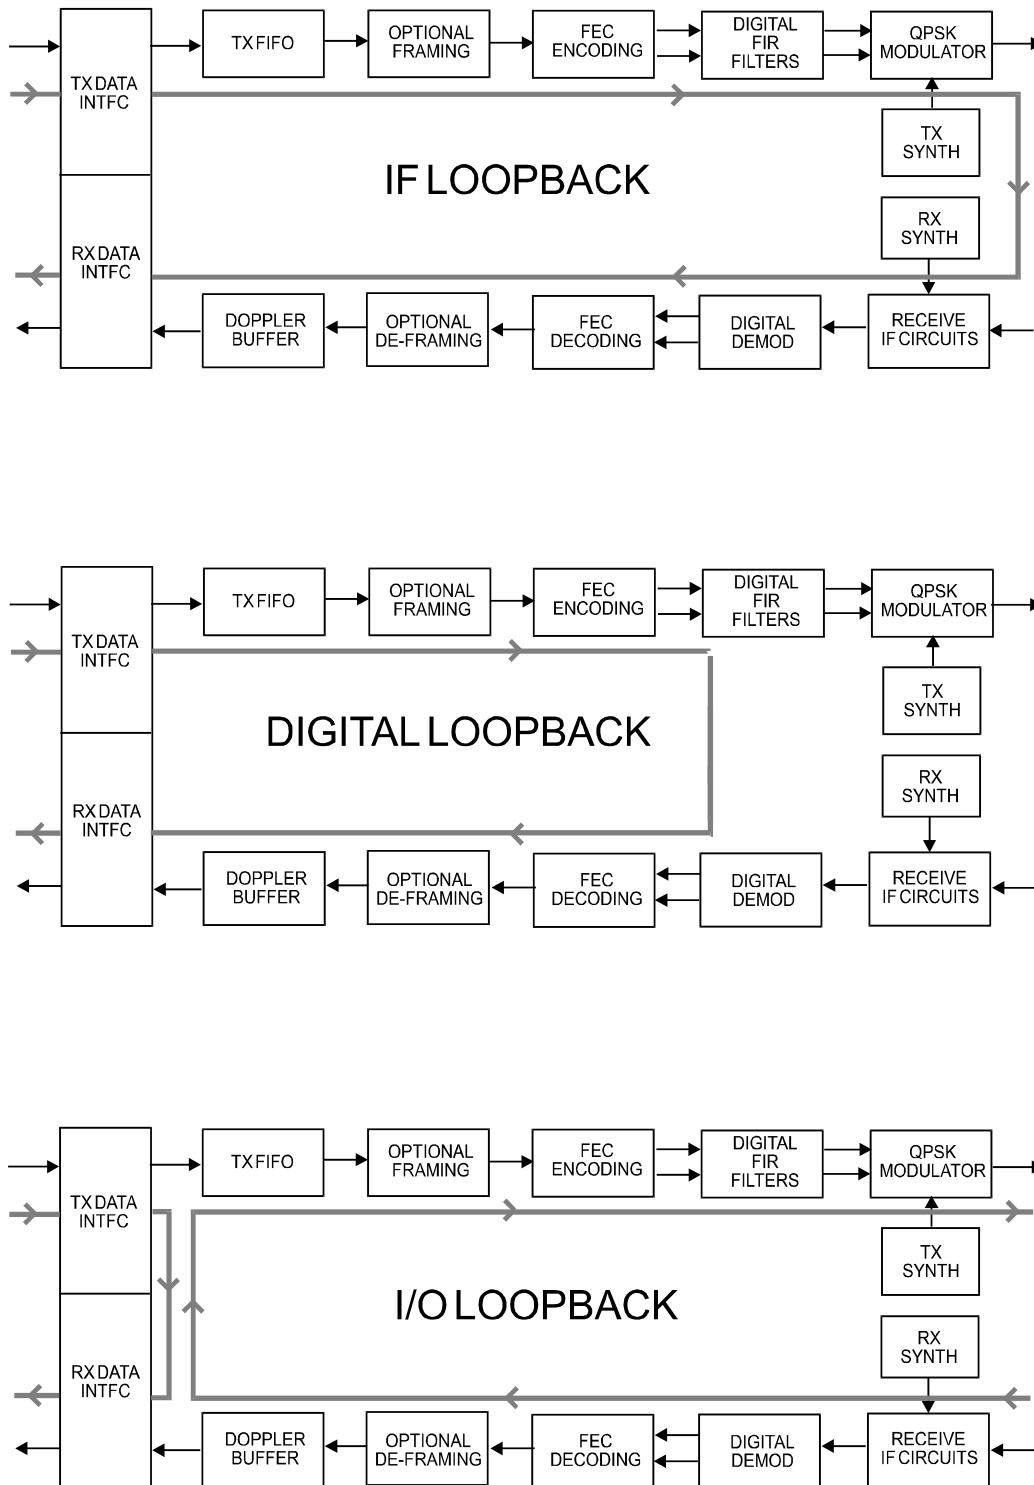 TX FIFO
OPTIONAL
FRAMING
FEC
ENCODING
DIGITAL
FIR
FILTERS
QPSK
MODULATOR
TX DATA
INTFC
TX
SYNTH
IF LOOPBACK
RX
SYNTH
RX DATA
INTFC
DOPPLER
BUFFER
OPTIONAL
DE-FRAMING
FEC
DECODING
DIGITAL
DEMOD
RECEIVE
IF CIRCUITS
TX FIFO
OPTIONAL
FRAMING
FEC
ENCODING
DIGITAL
FIR
FILTERS
QPSK
MODULATOR
TX DATA
INTFC
TX
SYNTH
DIGITAL LOOPBACK
RX
SYNTH
RX DATA
INTFC
DOPPLER
BUFFER
OPTIONAL
DE-FRAMING
FEC
DECODING
DIGITAL
DEMOD
RECEIVE
IF CIRCUITS
TX FIFO
OPTIONAL
FRAMING
FEC
ENCODING
DIGITAL
FIR
FILTERS
QPSK
MODULATOR
TX DATA
INTFC
TX
SYNTH
I/O LOOPBACK
RX
SYNTH
RX DATA
INTFC
DOPPLER
BUFFER
OPTIONAL
DE-FRAMING
FEC
DECODING
DIGITAL
DEMOD
RECEIVE
IF CIRCUITS